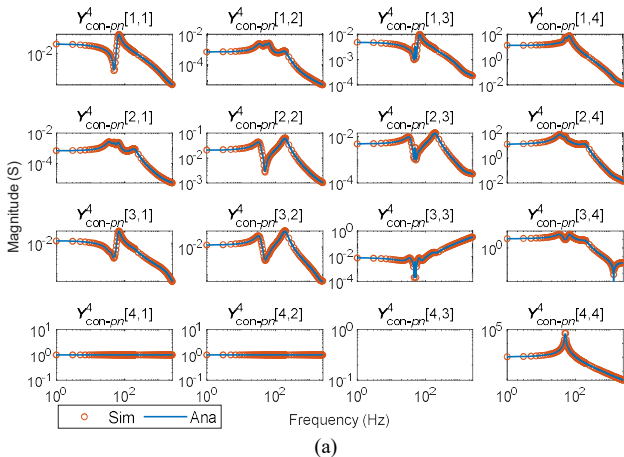 Y⁴con-pn[1,1] Y⁴con-pn[1,2] Y⁴con-pn[1,3] Y⁴con-pn[1,4]
10⁻² 10⁻² 10⁻⁴ 10⁻² 10⁻³ 10⁻⁴ 10² 10⁰ 10⁻²
Y⁴con-pn[2,1] Y⁴con-pn[2,2] Y⁴con-pn[2,3] Y⁴con-pn[2,4]
10⁻² 10⁻⁴ 10⁻¹ 10⁻² 10⁻³ 10⁻² 10⁻⁴ 10² 10⁰ 10⁻²
Magnitude (S)
Y⁴con-pn[3,1] Y⁴con-pn[3,2] Y⁴con-pn[3,3] Y⁴con-pn[3,4]
10⁻² 10⁻² 10⁰ 10⁻² 10⁻⁴ 10⁰
Y⁴con-pn[4,1] Y⁴con-pn[4,2] Y⁴con-pn[4,3] Y⁴con-pn[4,4]
10¹ 10⁰ 10⁻¹ 10¹ 10⁰ 10⁻¹ 10⁰ 10⁻¹ 10⁵ 10⁰
10⁰ 10² 10⁰ 10² 10⁰ 10² 10⁰ 10²
Sim Ana
Frequency (Hz)
(a)